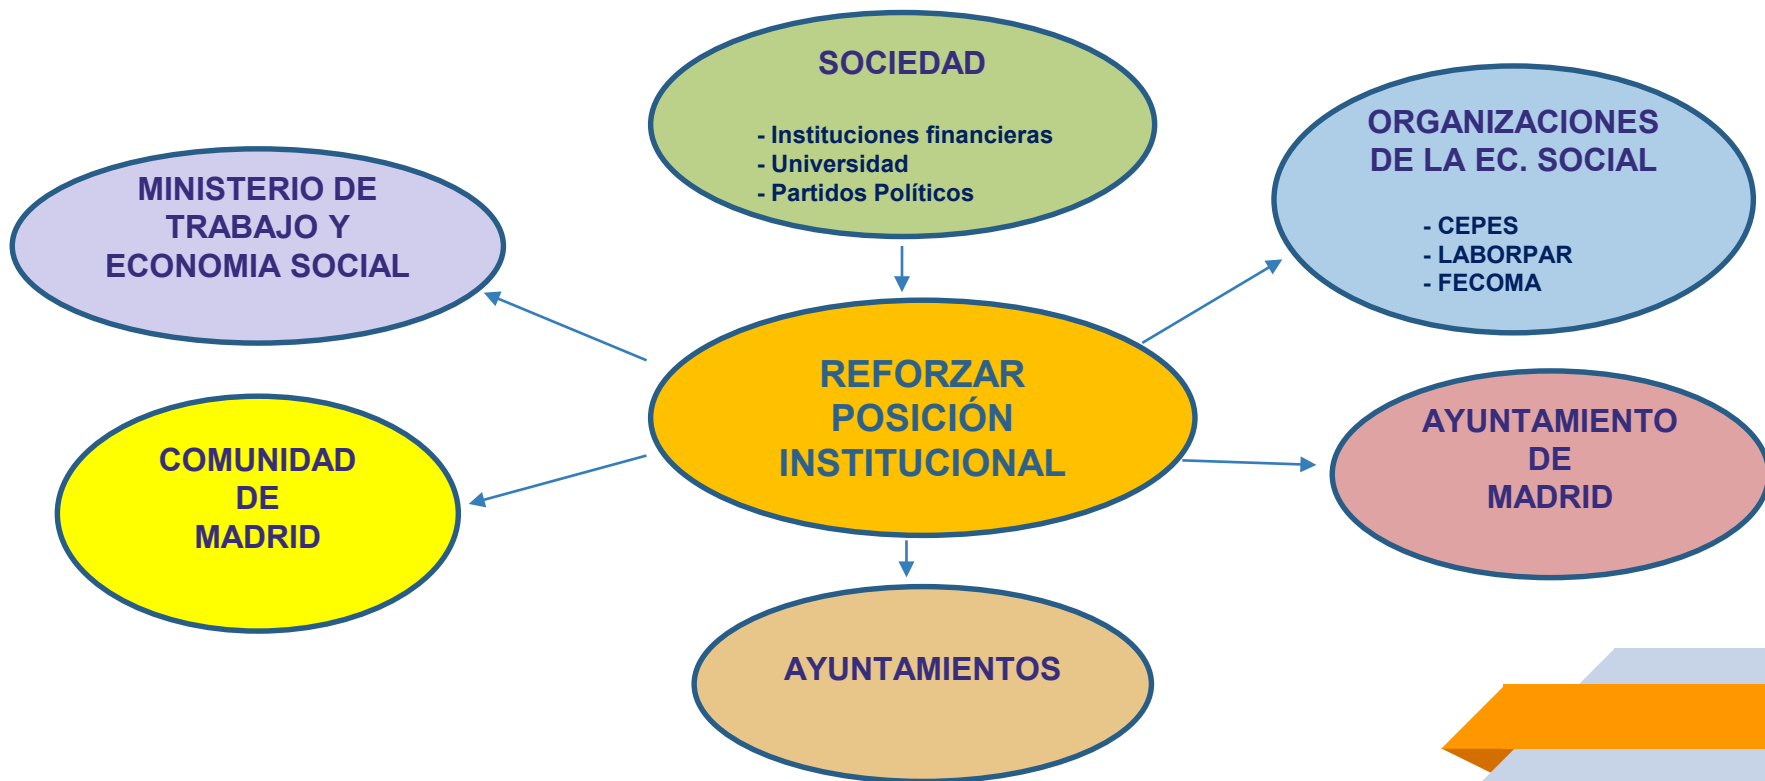 SOCIEDAD
- Instituciones financieras
- Universidad
- Partidos Políticos
ORGANIZACIONES
DE LA EC. SOCIAL
- CEPES
- LABORPAR
- FECOMA
MINISTERIO DE
TRABAJO Y
ECONOMIA SOCIAL
REFORZAR
POSICIÓN
INSTITUCIONAL
COMUNIDAD
DE
MADRID
AYUNTAMIENTO
DE
MADRID
AYUNTAMIENTOS